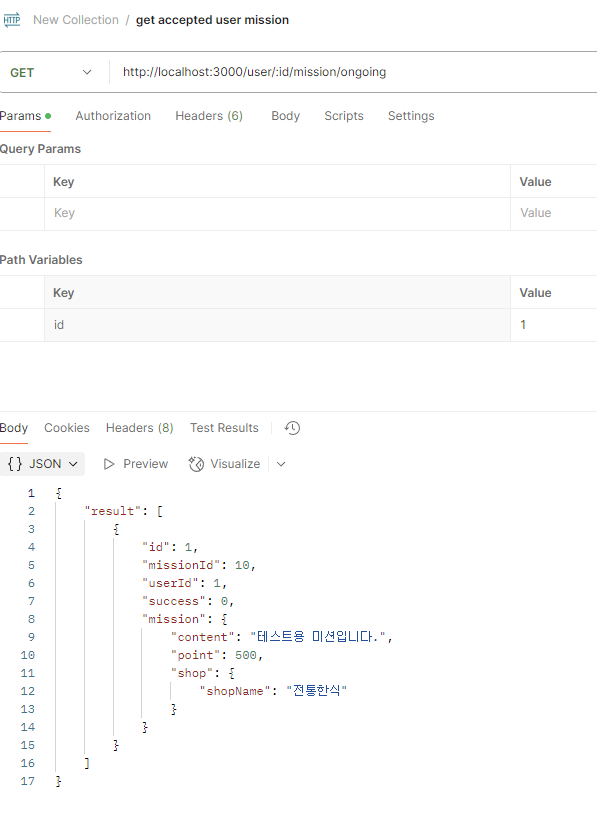 HTTP New Collection / get accepted user mission
GET http://localhost:3000/user/:id/mission/ongoing
Params Authorization Headers (6) Body Scripts Settings
Query Params
Key Value
Key Value
Path Variables
Key Value
id 1
Body Cookies Headers (8) Test Results
{} JSON Preview Visualize
1 {
2 "result": [
3 {
4 "id": 1,
5 "missionId": 10,
6 "userId": 1,
7 "success": 0,
8 "mission": {
9 "content": "테스트용 미션입니다.",
10 "point": 500,
11 "shop": {
12 "shopName": "전통한식"
13 }
14 }
15 }
16 ]
17 }